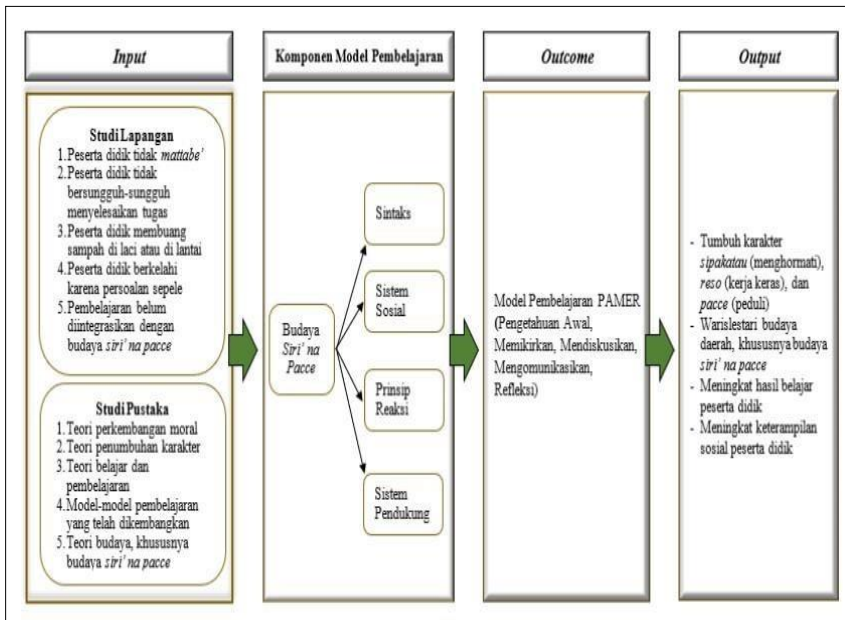 Input
Studi Lapangan
1.Peserta didik tidak mattabe'
2.Peserta didik tidak
bersungguh-sungguh
menyelesaikan tugas
3.Peserta didik membuang
sampah di laci atau di lantai
4.Peserta didik berkelahi
karena persoalan sepele
5.Pembelajaran belum
diintegrasikan dengan
budaya siri' na pacce
Studi Pustaka
1.Teori perkembangan moral
2.Teori penumbuhan karakter
3.Teori belajar dan
pembelajaran
4.Model-model pembelajaran
yang telah dikembangkan
5.Teori budaya, khususnya
budaya siri' na pacce
Komponen Model Pembelajaran
Budaya
Siri' na
Pacce
Sintaks
Sistem
Sosial
Prinsip
Reaksi
Sistem
Pendukung
Outcome
Model Pembelajaran PAMER
(Pengetahuan Awal,
Memikirkan, Mendiskusikan,
Mengomunikasikan,
Refleksi)
Output
- Tumbuh karakter
sipakatau (menghormati),
reso (kerja keras), dan
pacce (peduli)
- Warislestari budaya
daerah, khususnya budaya
siri' na pacce
- Meningkat hasil belajar
peserta didik
- Meningkat keterampilan
sosial peserta didik